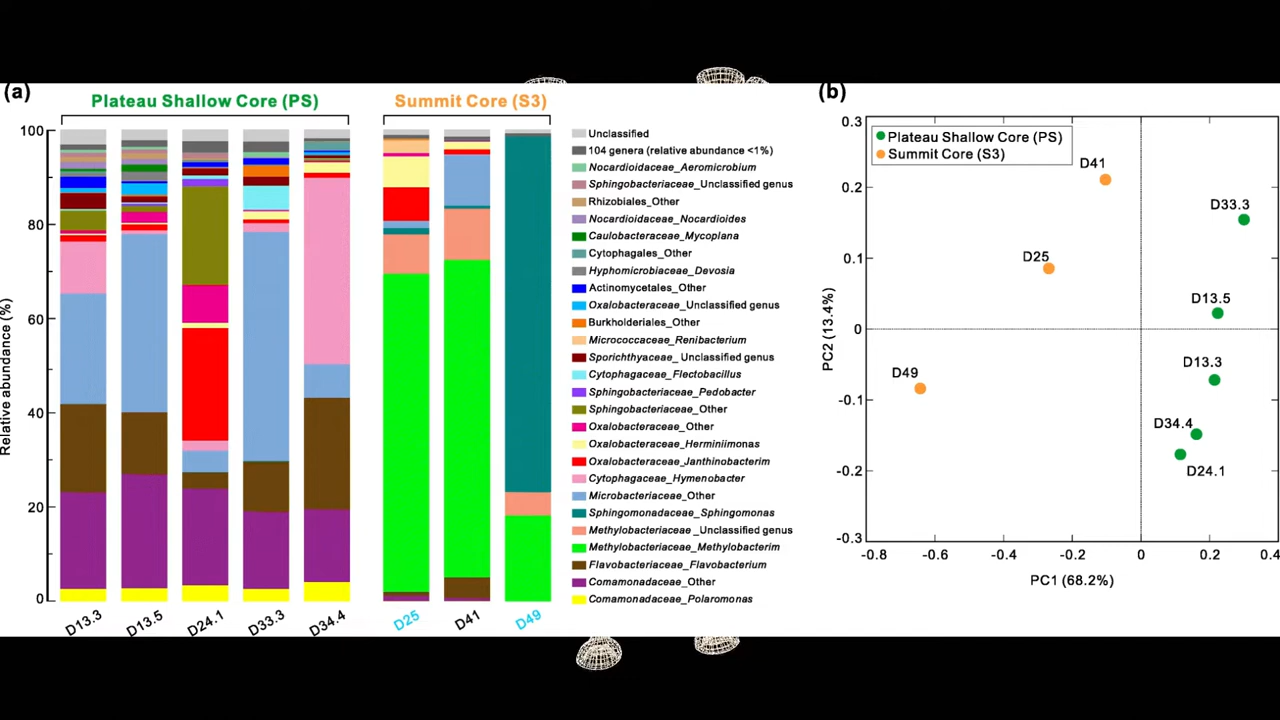 (a)
Plateau Shallow Core (PS)
Summit Core (S3)
Relative abundance (%)
100
80
60
40
20
0
D13.3
D13.5
D24.1
D33.3
D34.4
D25
D41
D49
Unclassified
104 genera (relative abundance <1%)
Nocardioidaceae_Aeromicrobium
Sphingobacteriaceae_Unclassified genus
Rhizobiales_Other
Nocardioidaceae_Nocardioides
Caulobacteraceae_Mycoplana
Cytophagales_Other
Hyphomicrobiaceae_Devosia
Actinomycetales_Other
Oxalobacteraceae_Unclassified genus
Burkholderiales_Other
Micrococcaceae_Renibacterium
Sporichthyaceae_ Unclassified genus
Cytophagaceae_Flectobacillus
Sphingobacteriaceae_Pedobacter
Sphingobacteriaceae_Other
Oxalobacteraceae_Other
Oxalobacteraceae_Herminiimonas
Oxalobacteraceae_Janthinobacterim
Cytophagaceae_Hymenobacter
Microbacteriaceae_Other
Sphingomonadaceae_Sphingomonas
Methylobacteriaceae_Unclassified genus
Methylobacteriaceae_Methylobacterim
Flavobacteriaceae_Flavobacterium
Comamonadaceae_Other
Comamonadaceae_Polaromonas
(b)
Plateau Shallow Core (PS)
Summit Core (S3)
PC2 (13.4%)
0.3
0.2
0.1
0
-0.1
-0.2
-0.3
D41
D33.3
D25
D13.5
D13.3
D49
D34.4
D24.1
-0.8
-0.6
-0.4
-0.2
0
0.2
0.4
PC1 (68.2%)